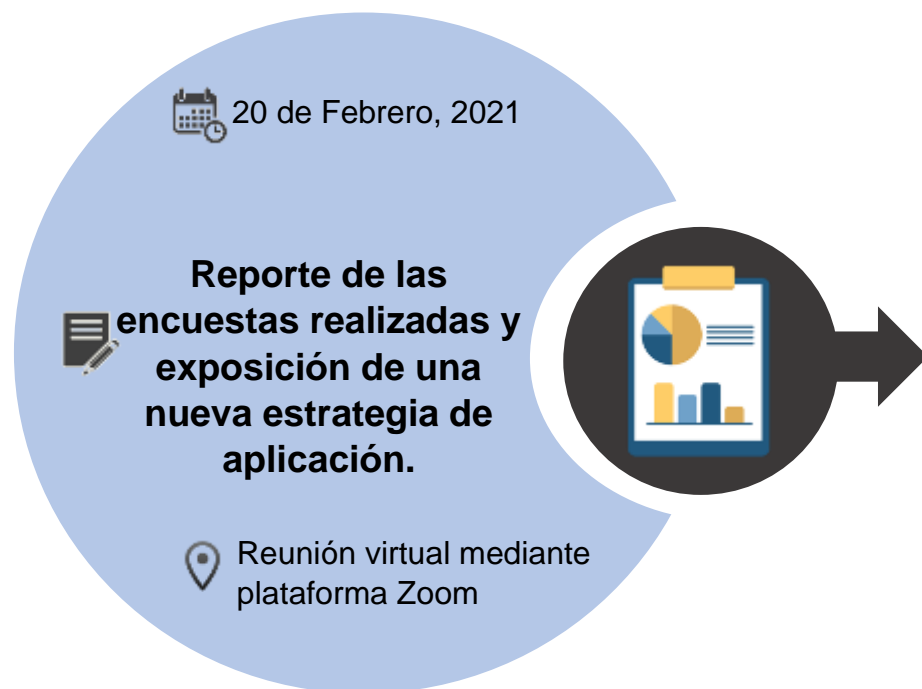 20 de Febrero, 2021
Reporte de las
encuestas realizadas y
exposición de una
nueva estrategia de
aplicación.
Reunión virtual mediante
plataforma Zoom